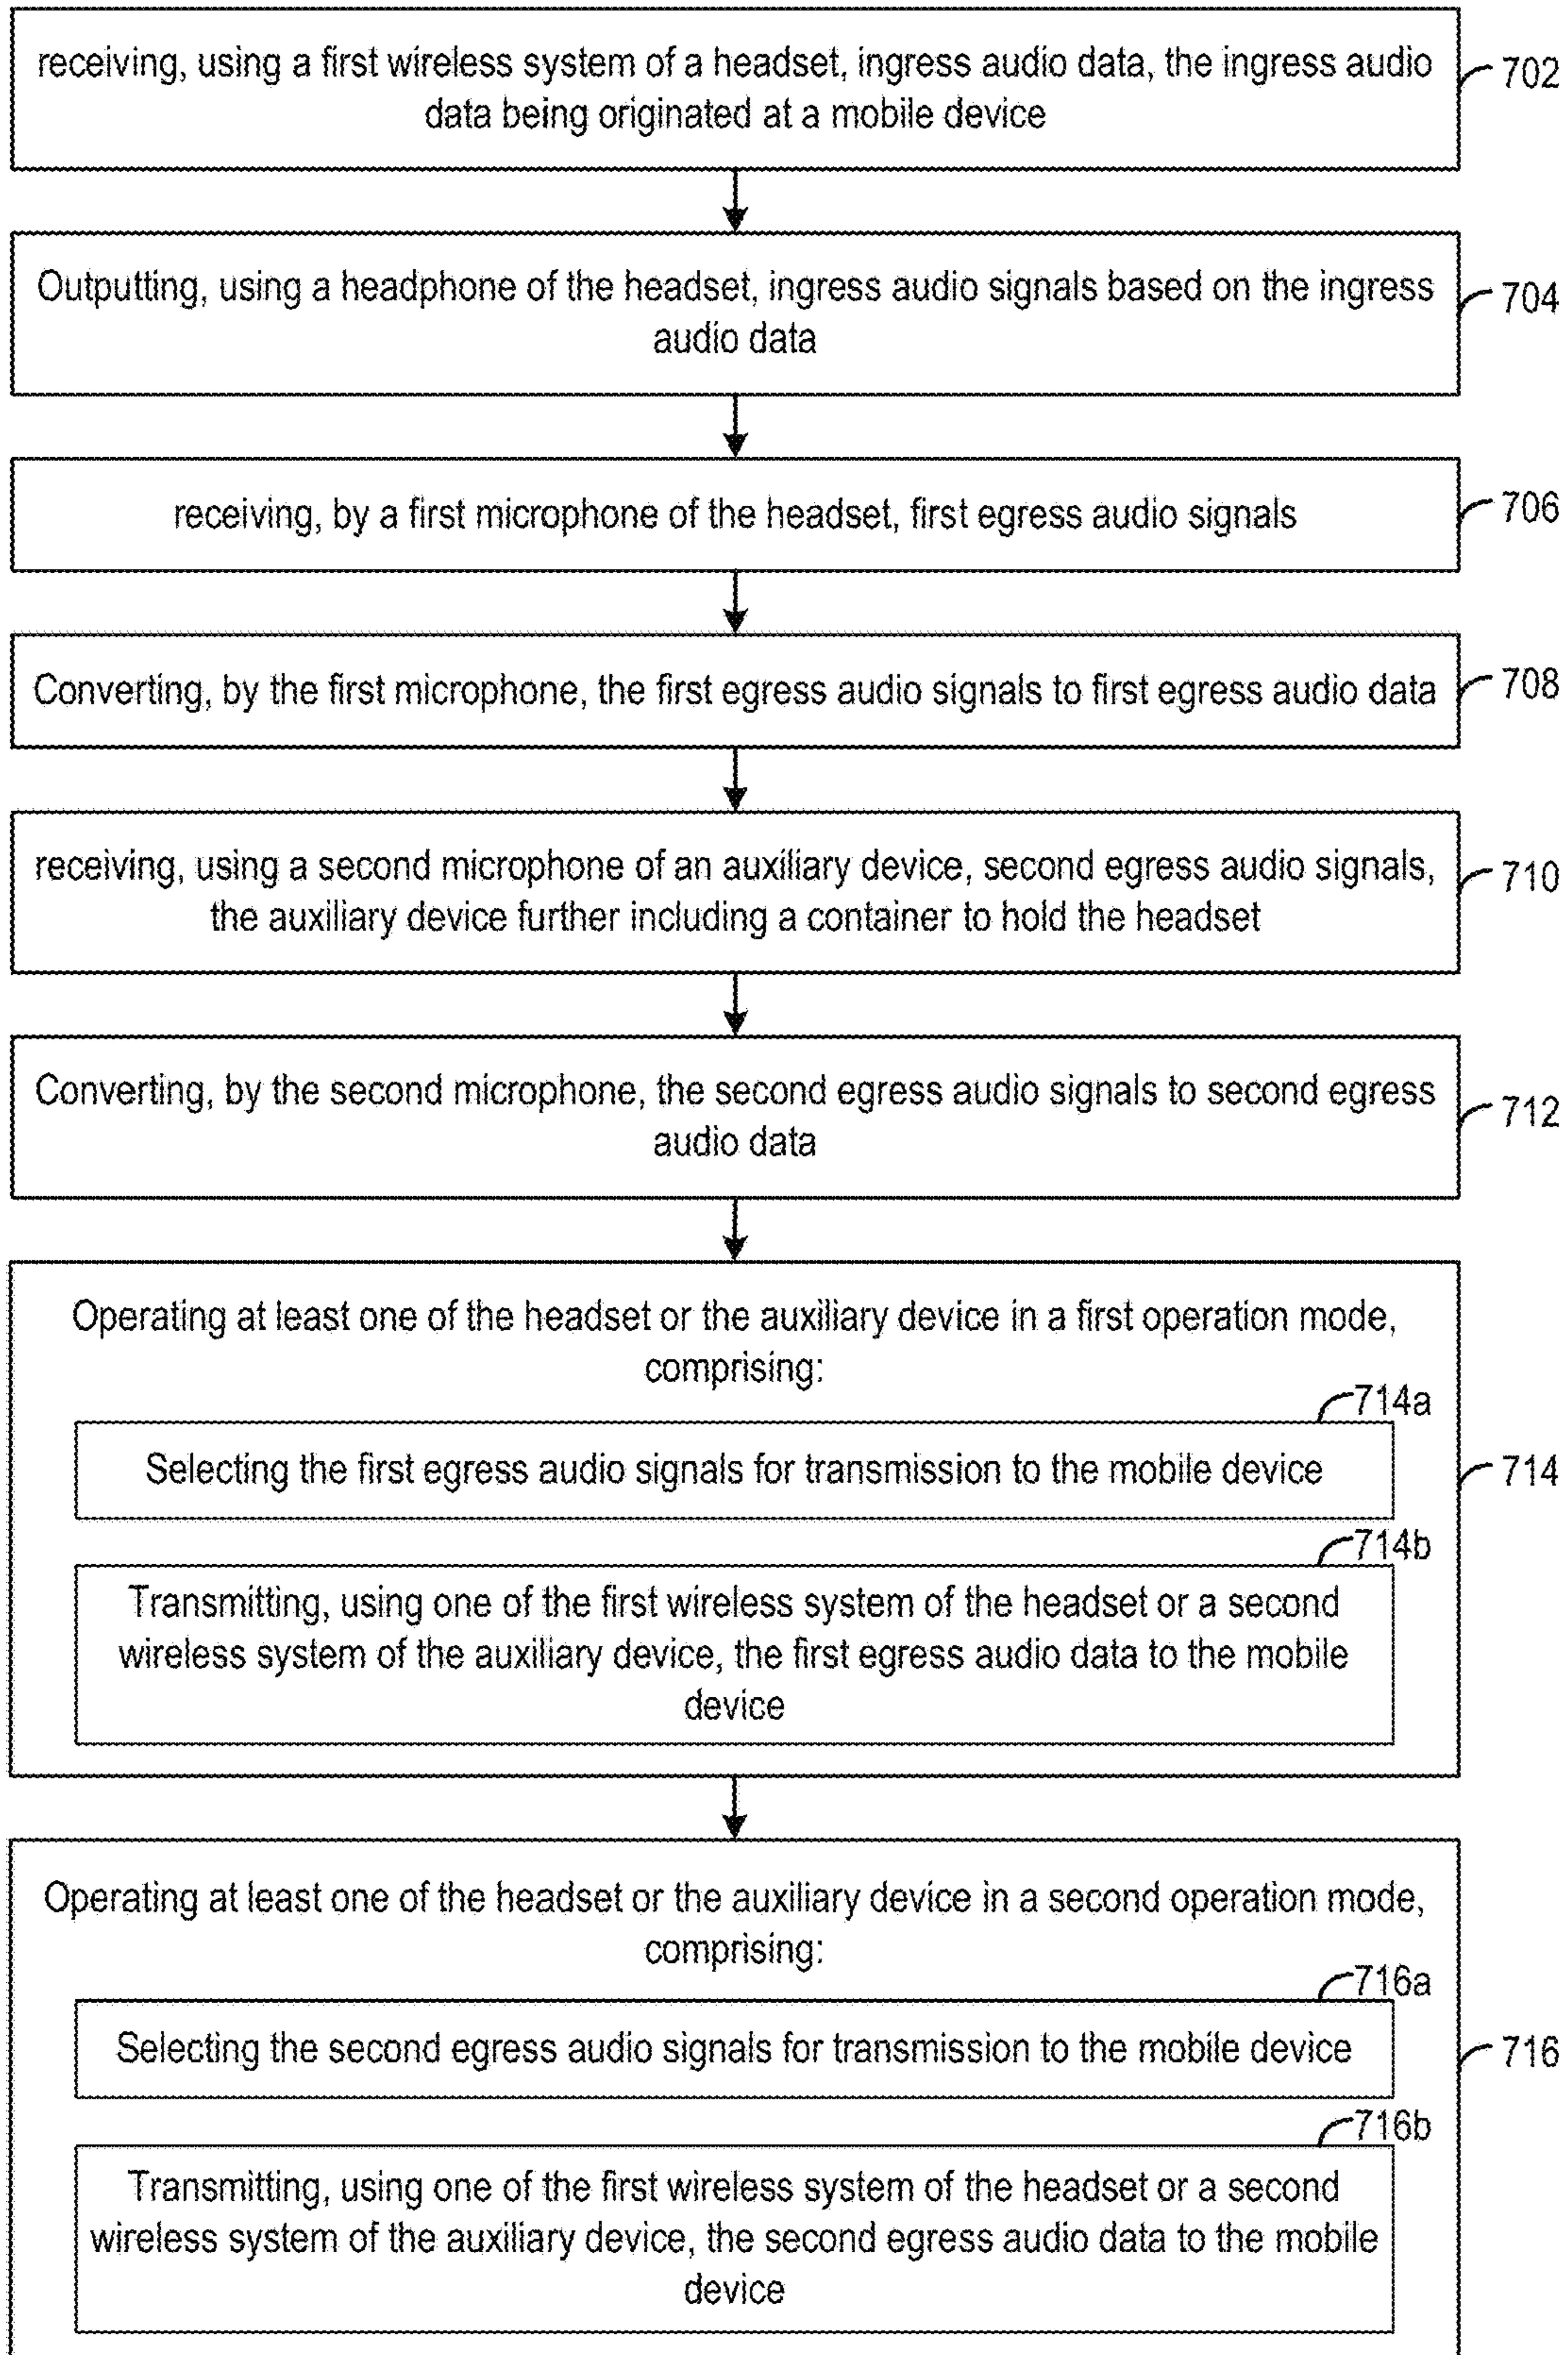 receiving, using a first wireless system of a headset, ingress audio data, the ingress audio
data being originated at a mobile device
702
Outputting, using a headphone of the headset, ingress audio signals based on the ingress
audio data
704
receiving, by a first microphone of the headset, first egress audio signals
706
Converting, by the first microphone, the first egress audio signals to first egress audio data
708
receiving, using a second microphone of an auxiliary device, second egress audio signals,
the auxiliary device further including a container to hold the headset
710
Converting, by the second microphone, the second egress audio signals to second egress
audio data
712
Operating at least one of the headset or the auxiliary device in a first operation mode,
comprising:
714a
Selecting the first egress audio signals for transmission to the mobile device
714
714b
Transmitting, using one of the first wireless system of the headset or a second
wireless system of the auxiliary device, the first egress audio data to the mobile
device
Operating at least one of the headset or the auxiliary device in a second operation mode,
comprising:
716a
Selecting the second egress audio signals for transmission to the mobile device
716
716b
Transmitting, using one of the first wireless system of the headset or a second
wireless system of the auxiliary device, the second egress audio data to the mobile
device